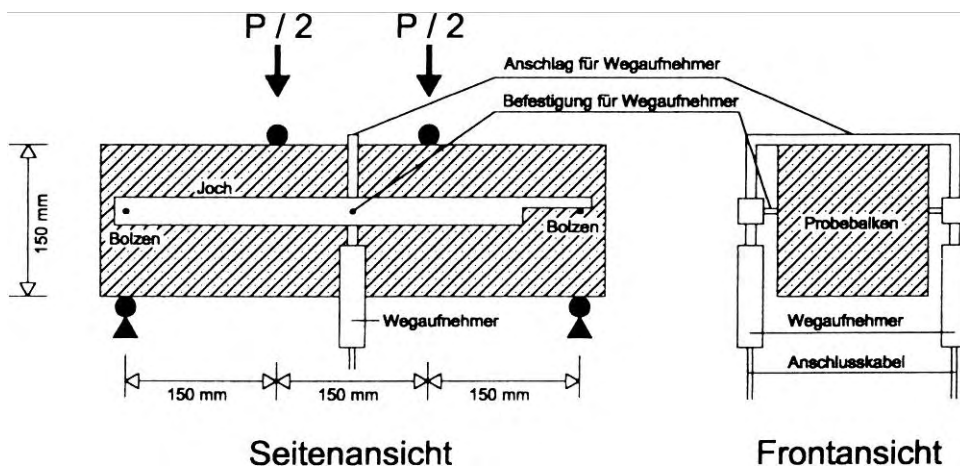 P / 2 P / 2
Anschlag für Wegaufnehmer
Befestigung für Wegaufnehmer
Joch
Bolzen
Bolzen
150 mm
Wegaufnehmer
150 mm 150 mm 150 mm
Seitenansicht
Probebalken
Wegaufnehmer
Anschlusskabel
Frontansicht